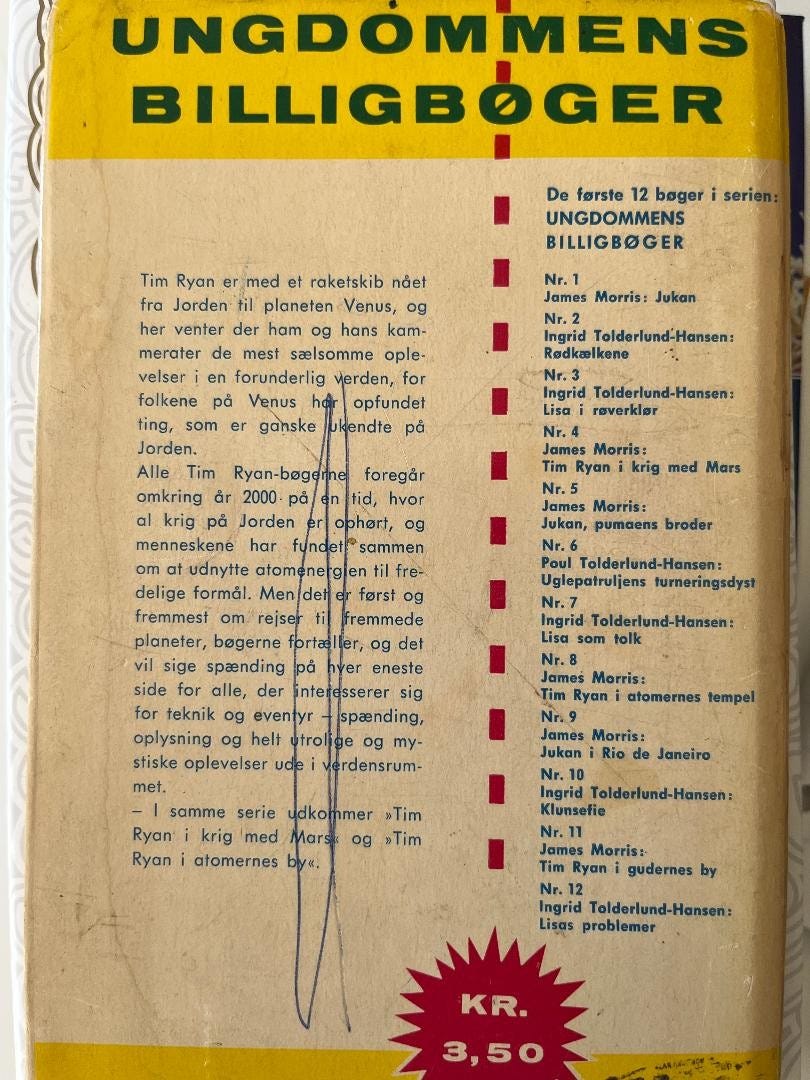 UNGDOMMENS
BILLIGBØGER
Tim Ryan er med et raketskib nået
fra Jorden til planeten Venus, og
her venter der ham og hans kam-
merater de mest sælsomme ople-
velser i en forunderlig verden, for
folkene på Venus har opfundet
ting, som er ganske ukendte på
Jorden.
Alle Tim Ryan-bøgerne foregår
omkring år 2000 på en tid, hvor
al krig på Jorden er ophørt, og
menneskene har fundet sammen
om at udnytte atomenergien til fre-
delige formål. Men det er først og
fremmest om rejser til fremmede
planeter, bøgerne fortæller, og det
vil sige spænding på hver eneste
side for alle, der interesserer sig
for teknik og eventyr – spænding,
oplysning og helt utrolige og my-
stiske oplevelser ude i verdensrum-
met.
– I samme serie udkommer »Tim
Ryan i krig med Mars« og »Tim
Ryan i atomernes by«.
De første 12 bøger i serien:
UNGDOMMENS
BILLIGBØGER
Nr. 1
James Morris: Jukan
Nr. 2
Ingrid Tolderlund-Hansen:
Rødkælkene
Nr. 3
Ingrid Tolderlund-Hansen:
Lisa i røverklør
Nr. 4
James Morris:
Tim Ryan i krig med Mars
Nr. 5
James Morris:
Jukan, pumaens broder
Nr. 6
Poul Tolderlund-Hansen:
Uglepatruljens turneringsdyst
Nr. 7
Ingrid Tolderlund-Hansen:
Lisa som tolk
Nr. 8
James Morris:
Tim Ryan i atomernes tempel
Nr. 9
James Morris:
Jukan i Rio de Janeiro
Nr. 10
Ingrid Tolderlund-Hansen:
Klunsefie
Nr. 11
James Morris:
Tim Ryan i gudernes by
Nr. 12
Ingrid Tolderlund-Hansen:
Lisas problemer
KR.
3,50